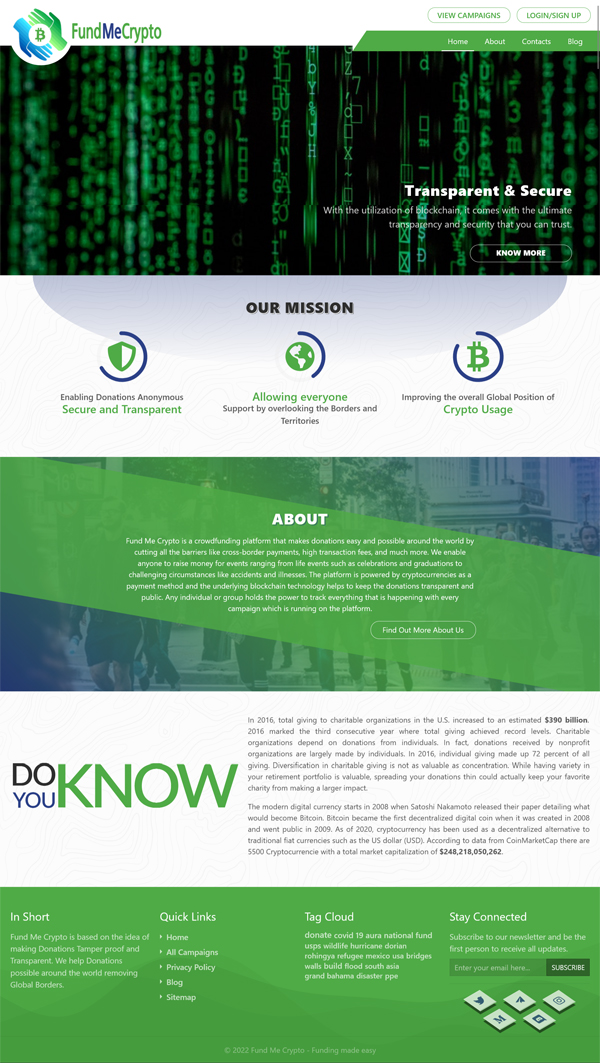 FundMeCrypto
VIEW CAMPAIGNS
LOGIN/SIGN UP
Home
About
Contacts
Blog
Transparent & Secure
With the utilization of blockchain, it comes with the ultimate
transparency and security that you can trust.
KNOW MORE
OUR MISSION
Enabling Donations Anonymous
Secure and Transparent
Allowing everyone
Support by overlooking the Borders and
Territories
Improving the overall Global Position of
Crypto Usage
ABOUT
Fund Me Crypto is a crowdfunding platform that makes donations easy and possible around the world by
cutting all the barriers like cross-border payments, high transaction fees, and much more. We enable
anyone to raise money for events ranging from life events such as celebrations and graduations to
challenging circumstances like accidents and illnesses. The platform is powered by cryptocurrencies as a
payment method and the underlying blockchain technology helps to keep the donations transparent and
public. Any individual or group holds the power to track everything that is happening with every
campaign which is running on the platform.
Find Out More About Us
DO
YOU
KNOW
In 2016, total giving to charitable organizations in the U.S. increased to an estimated $390 billion.
2016 marked the third consecutive year where total giving achieved record levels. Charitable
organizations depend on donations from individuals. In fact, donations received by nonprofit
organizations are largely made by individuals. In 2016, individual giving made up 72 percent of all
giving. Diversification in charitable giving is not as valuable as concentration. While having variety in
your retirement portfolio is valuable, spreading your donations thin could actually keep your favorite
charity from making a larger impact.
The modern digital currency starts in 2008 when Satoshi Nakamoto released their paper detailing what
would become Bitcoin. Bitcoin became the first decentralized digital coin when it was created in 2008
and went public in 2009. As of 2020, cryptocurrency has been used as a decentralized alternative to
traditional fiat currencies such as the US dollar (USD). According to data from CoinMarketCap there are
5500 Cryptocurrencie with a total market capitalization of $248,218,050,262.
In Short
Fund Me Crypto is based on the idea of
making Donations Tamper proof and
Transparent. We help Donations
possible around the world removing
Global Borders.
Quick Links
Home
All Campaigns
Privacy Policy
Blog
Sitemap
Tag Cloud
donate covid 19 aura national fund
usps wildlife hurricane dorian
rohingya refugee mexico usa bridges
walls build flood south asia
grand bahama disaster ppe
Stay Connected
Subscribe to our newsletter and be the
first person to receive all updates.
Enter your email here...
SUBSCRIBE
© 2022 Fund Me Crypto - Funding made easy